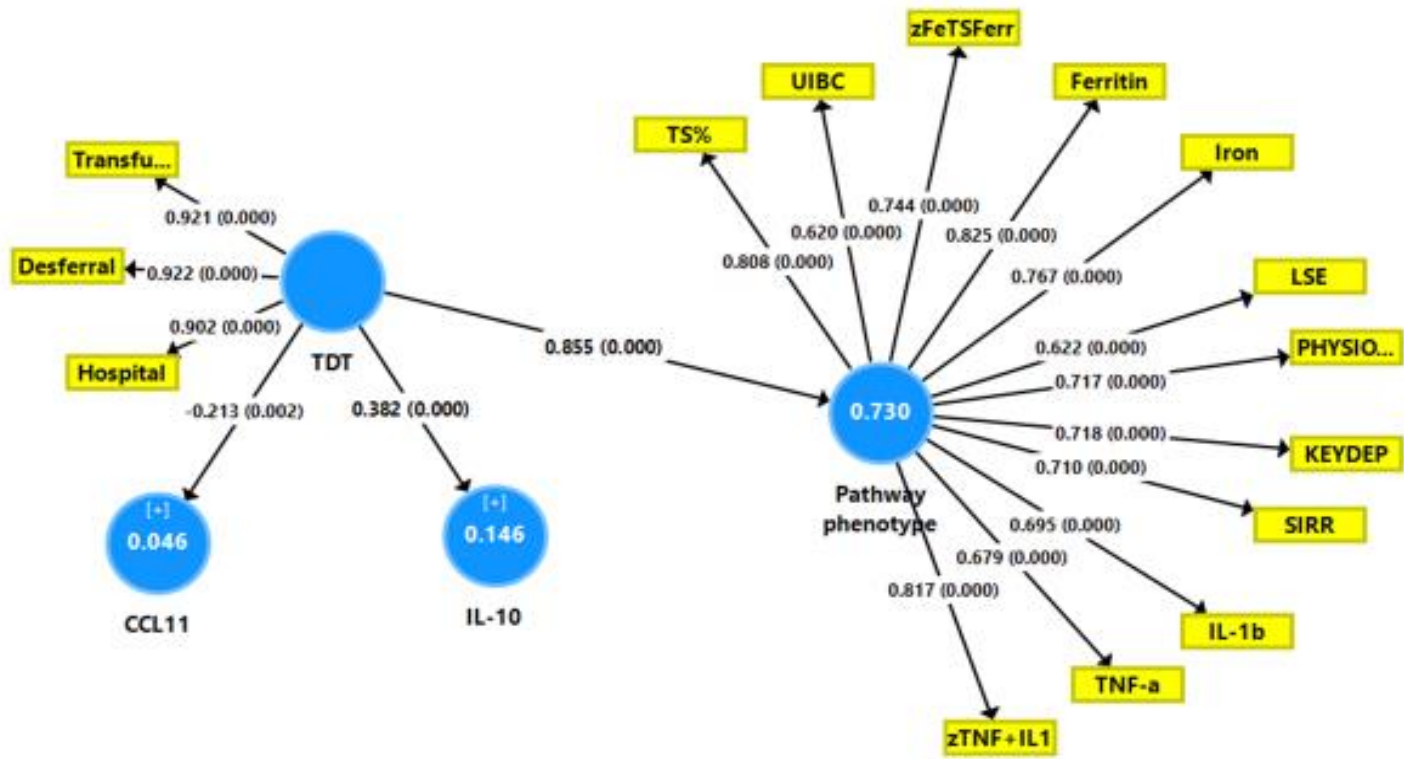 zFeTSFerr
UIBC
Ferritin
TS%
Iron
Transfu...
0.921 (0.000)
Desferral
0.922 (0.000)
0.902 (0.000)
Hospital
TDT
-0.213 (0.002)
0.382 (0.000)
[+]
0.046
CCL11
[+]
0.146
IL-10
0.855 (0.000)
0.744 (0.000)
0.620 (0.000)
0.825 (0.000)
0.808 (0.000)
0.767 (0.000)
LSE
0.622 (0.000)
PHYSIO...
0.717 (0.000)
0.730
0.718 (0.000)
KEYDEP
0.710 (0.000)
Pathway
phenotype
SIRR
0.695 (0.000)
0.679 (0.000)
0.817 (0.000)
IL-1b
TNF-a
zTNF+IL1